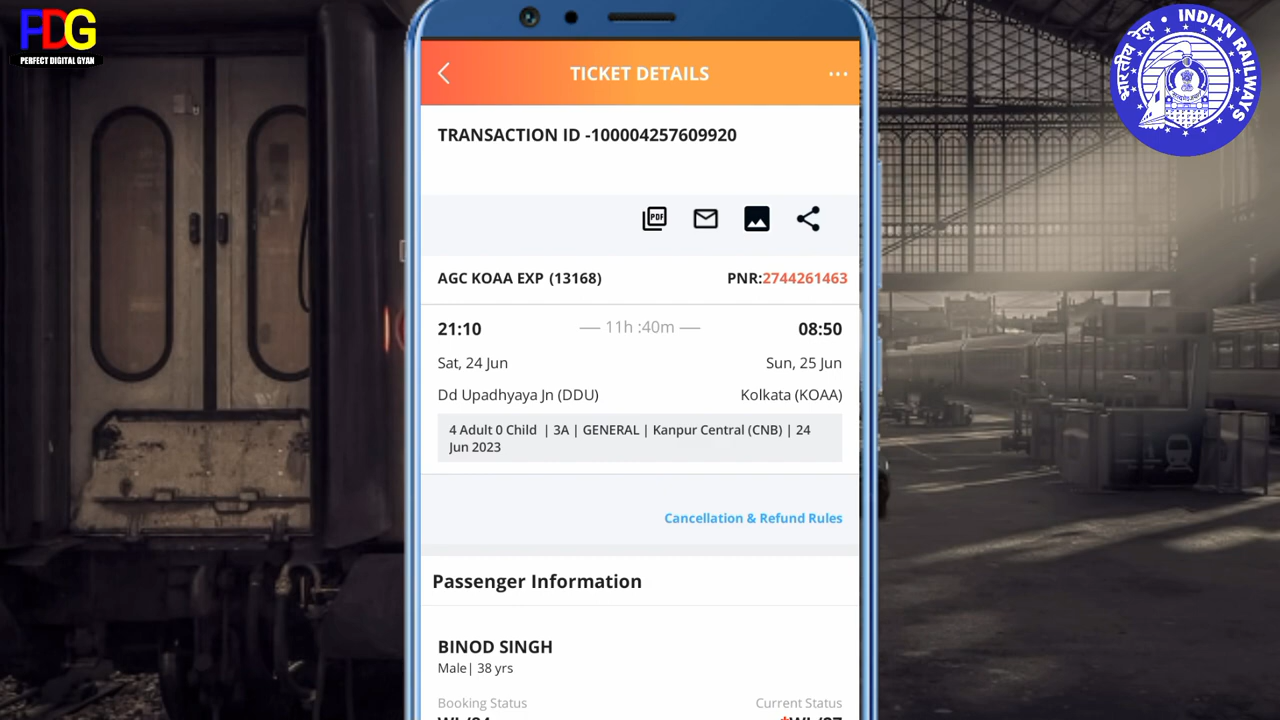 PDG
PERFECT DIGITAL GYAN
भारतीय रेल • INDIAN RAILWAYS
TICKET DETAILS
TRANSACTION ID -100004257609920
PDF
AGC KOAA EXP (13168) PNR:2744261463
21:10 11h :40m 08:50
Sat, 24 Jun Sun, 25 Jun
Dd Upadhyaya Jn (DDU) Kolkata (KOAA)
4 Adult 0 Child | 3A | GENERAL | Kanpur Central (CNB) | 24
Jun 2023
Cancellation & Refund Rules
Passenger Information
BINOD SINGH
Male| 38 yrs
Booking Status Current Status